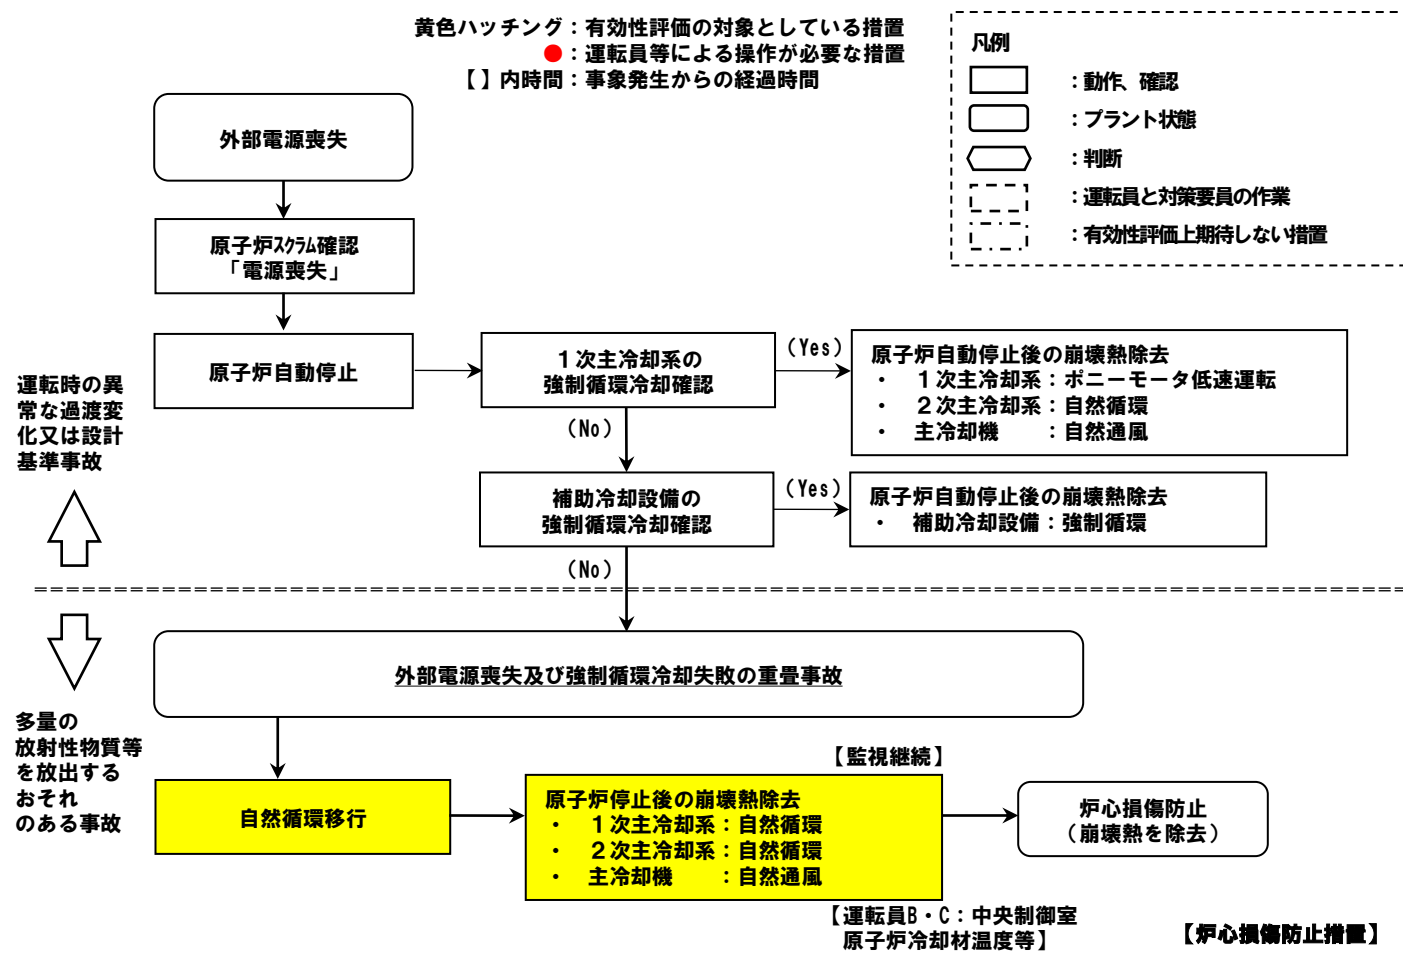 黄色ハッチング：有効性評価の対象としている措置
●：運転員等による操作が必要な措置
【 】内時間：事象発生からの経過時間
凡例
：動作、確認
：プラント状態
：判断
：運転員と対策要員の作業
：有効性評価上期待しない措置
外部電源喪失
原子炉スクラム確認
「電源喪失」
原子炉自動停止
１次主冷却系の
強制循環冷却確認
（Yes）
原子炉自動停止後の崩壊熱除去
・ １次主冷却系：ポニーモータ低速運転
・ ２次主冷却系：自然循環
・ 主冷却機　　：自然通風
（No）
補助冷却設備の
強制循環冷却確認
（Yes）
原子炉自動停止後の崩壊熱除去
・ 補助冷却設備：強制循環
（No）
運転時の異
常な過渡変
化又は設計
基準事故
多量の
放射性物質等
を放出する
おそれ
のある事故
外部電源喪失及び強制循環冷却失敗の重畳事故
自然循環移行
【監視継続】
原子炉停止後の崩壊熱除去
・ １次主冷却系：自然循環
・ ２次主冷却系：自然循環
・ 主冷却機　　：自然通風
炉心損傷防止
（崩壊熱を除去）
【運転員B・C：中央制御室
原子炉冷却材温度等】
【炉心損傷防止措置】